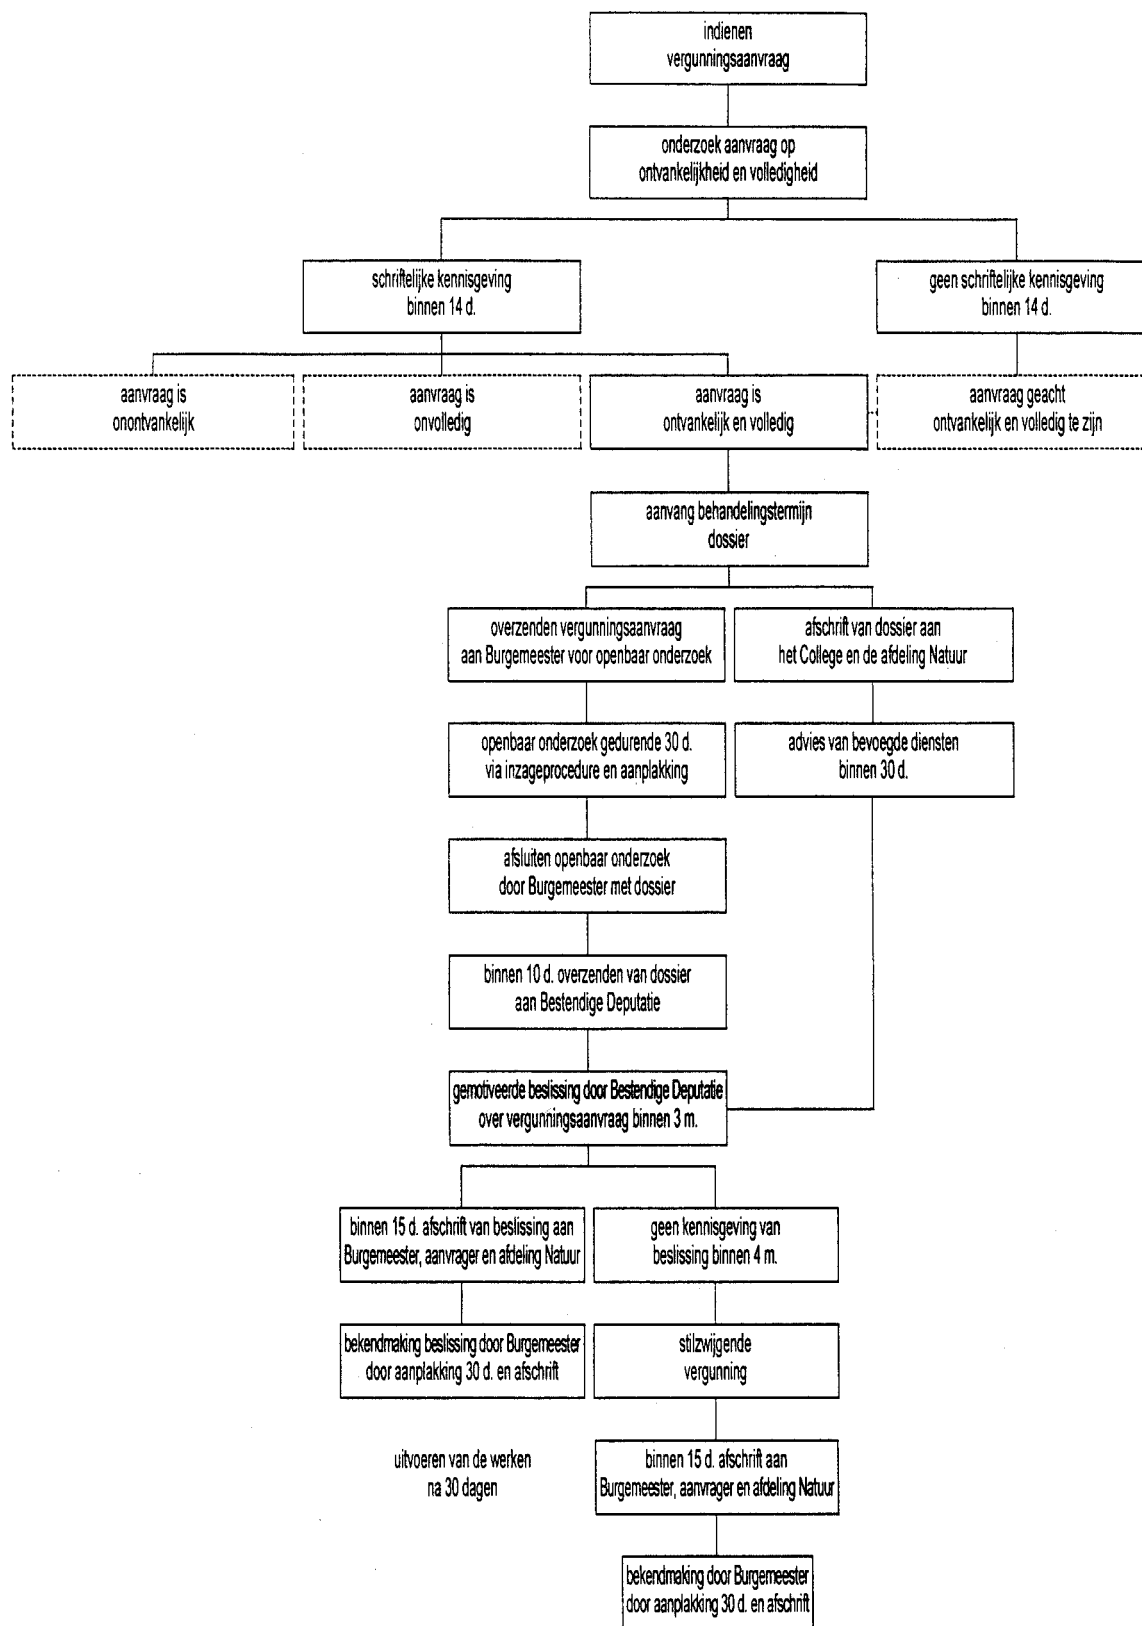 indienen
vergunningsaanvraag
onderzoek aanvraag op
ontvankelijkheid en volledigheid
schriftelijke kennisgeving
binnen 14 d.
geen schriftelijke kennisgeving
binnen 14 d.
aanvraag is
onontvankelijk
aanvraag is
onvolledig
aanvraag is
ontvankelijk en volledig
aanvraag geacht
ontvankelijk en volledig te zijn
aanvang behandelingstermijn
dossier
overzenden vergunningsaanvraag
aan Burgemeester voor openbaar onderzoek
afschrift van dossier aan
het College en de afdeling Natuur
openbaar onderzoek gedurende 30 d.
via inzageprocedure en aanplakking
advies van bevoegde diensten
binnen 30 d.
afsluiten openbaar onderzoek
door Burgemeester met dossier
binnen 10 d. overzenden van dossier
aan Bestendige Deputatie
gemotiveerde beslissing door Bestendige Deputatie
over vergunningsaanvraag binnen 3 m.
binnen 15 d. afschrift van beslissing aan
Burgemeester, aanvrager en afdeling Natuur
geen kennisgeving van
beslissing binnen 4 m.
bekendmaking beslissing door Burgemeester
door aanplakking 30 d. en afschrift
stilzwijgende
vergunning
uitvoeren van de werken
na 30 dagen
binnen 15 d. afschrift aan
Burgemeester, aanvrager en afdeling Natuur
bekendmaking door Burgemeester
door aanplakking 30 d. en afschrift